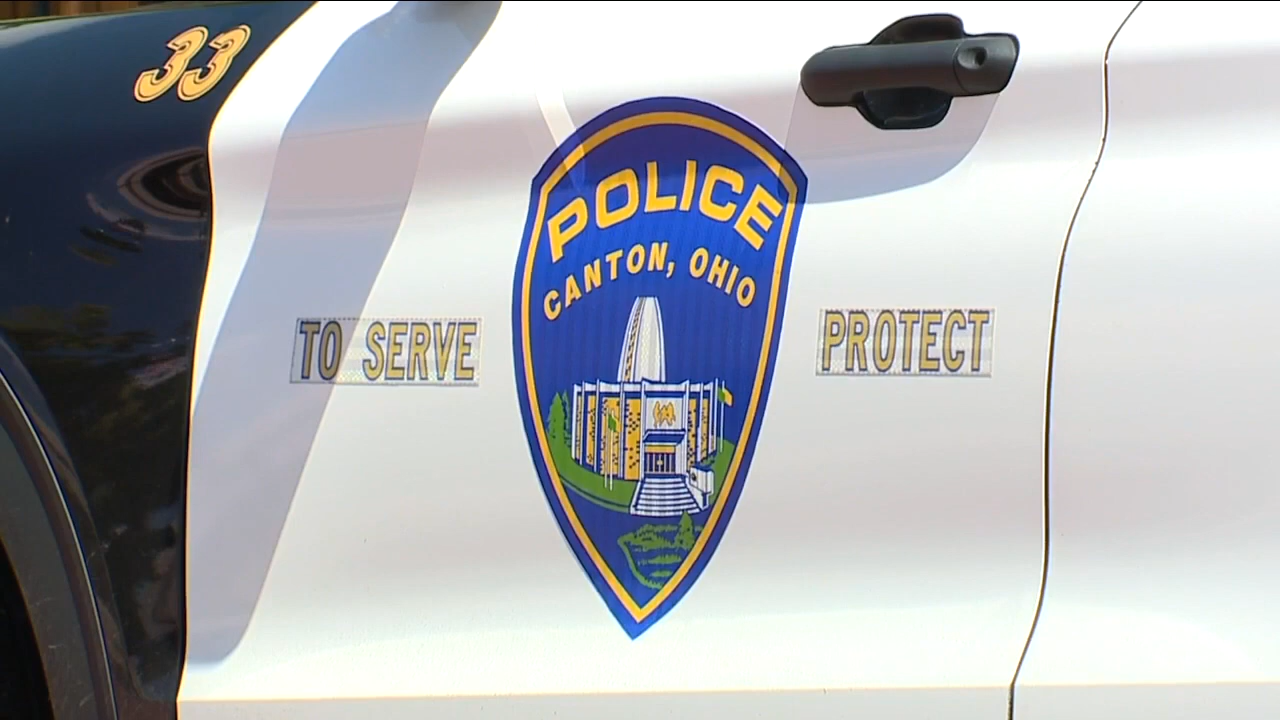 33
POLICE
CANTON, OHIO
TO SERVE
PROTECT